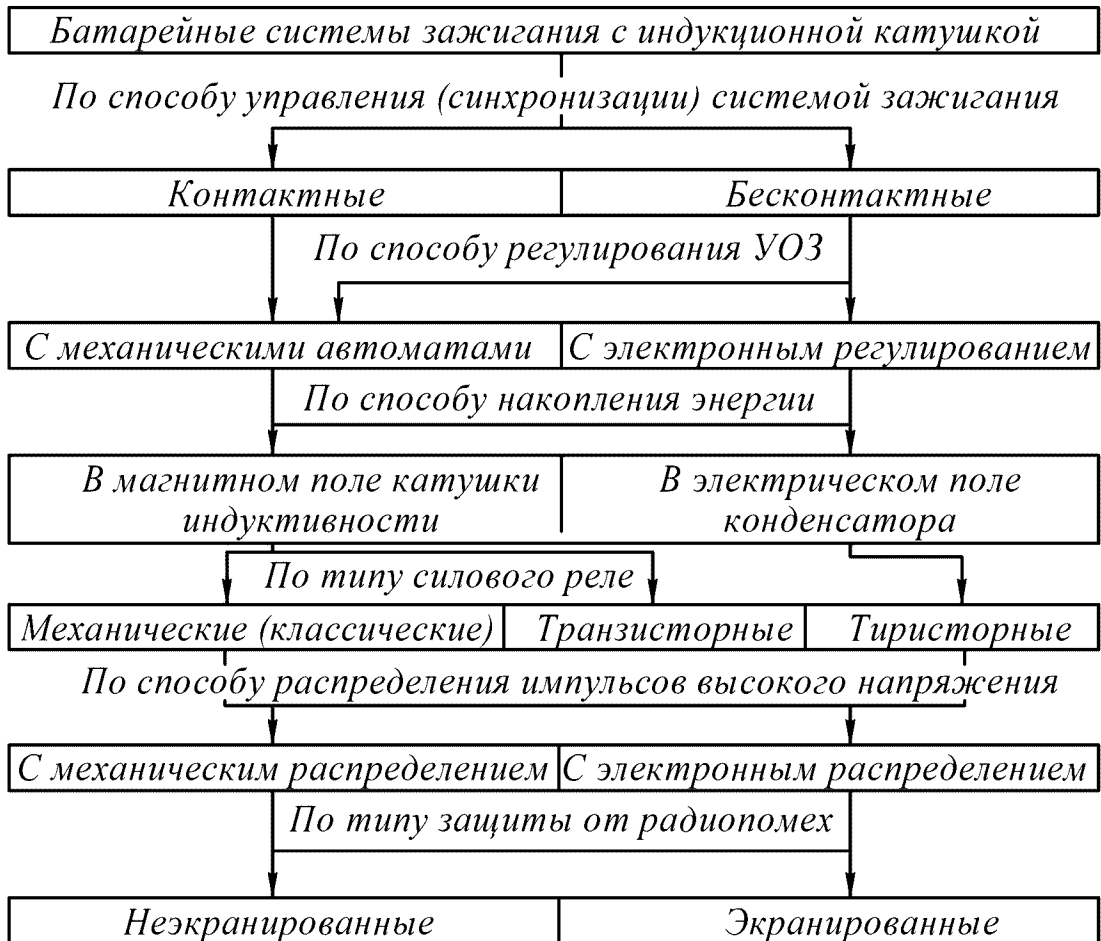 Батарейные системы зажигания с индукционной катушкой
По способу управления (синхронизации) системой зажигания
Контактные Бесконтактные
По способу регулирования УОЗ
С механическими автоматами С электронным регулированием
По способу накопления энергии
В магнитном поле катушки В электрическом поле
индуктивности конденсатора
По типу силового реле
Механические (классические) Транзисторные Тиристорные
По способу распределения импульсов высокого напряжения
С механическим распределением С электронным распределением
По типу защиты от радиопомех
Неэкранированные Экранированные